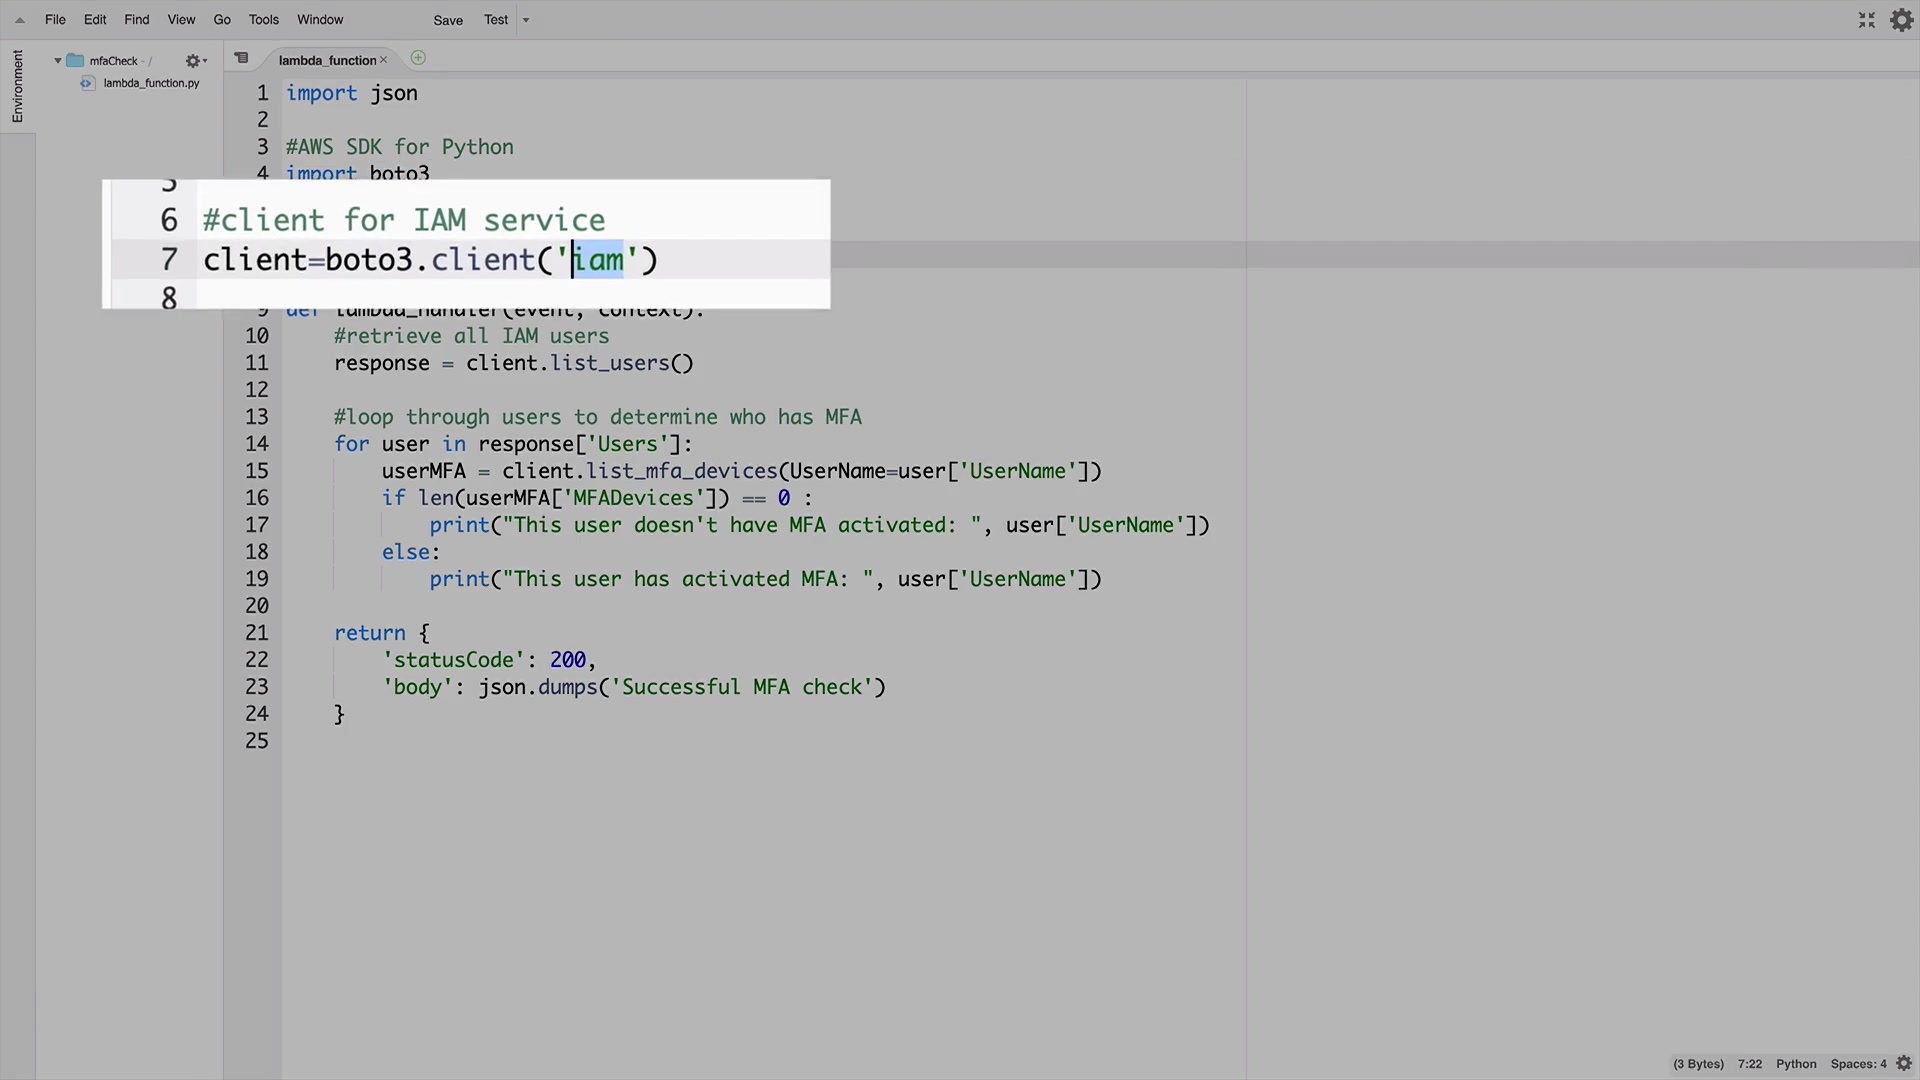 File Edit Find View Go Tools Window Save Test
Environment
mfaCheck - /
lambda_function.py
lambda_function ×
1 import json
2
3 #AWS SDK for Python
4 import boto3
5
6 #client for IAM service
7 client=boto3.client('iam')
8
9 def lambda_handler(event, context):
10 #retrieve all IAM users
11 response = client.list_users()
12
13 #loop through users to determine who has MFA
14 for user in response['Users']:
15 userMFA = client.list_mfa_devices(UserName=user['UserName'])
16 if len(userMFA['MFADevices']) == 0 :
17 print("This user doesn't have MFA activated: ", user['UserName'])
18 else:
19 print("This user has activated MFA: ", user['UserName'])
20
21 return {
22 'statusCode': 200,
23 'body': json.dumps('Successful MFA check')
24 }
25
(3 Bytes) 7:22 Python Spaces: 4